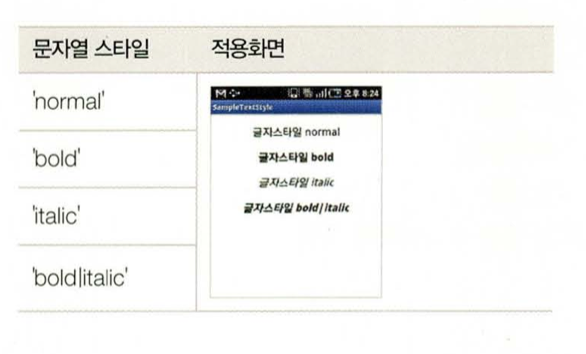 문자열 스타일 적용화면
'normal'
'bold'
'italic'
'bold|italic'
오후 8:24
SampleTextStyle
글자스타일 normal
글자스타일 bold
글자스타일 italic
글자스타일 bold|italic